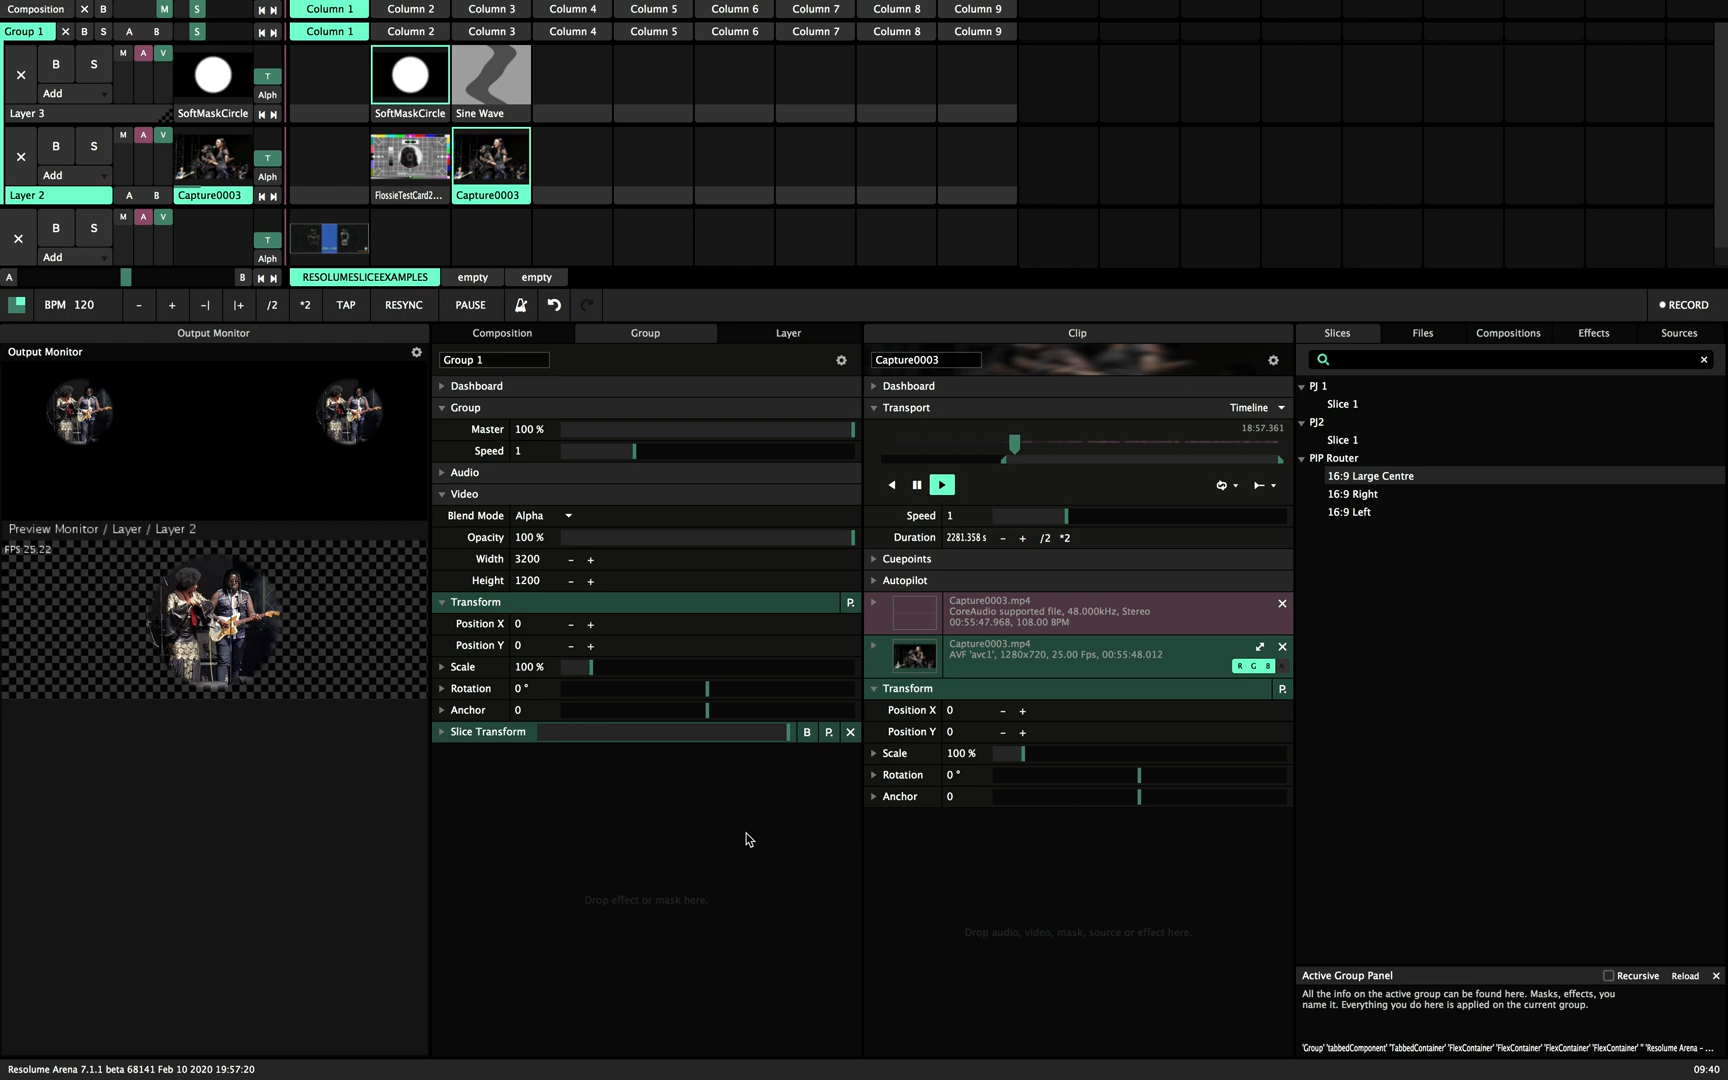 Composition X B M S Column 1 Column 2 Column 3 Column 4 Column 5 Column 6 Column 7 Column 8 Column 9
Group 1 X B S A B S Column 1 Column 2 Column 3 Column 4 Column 5 Column 6 Column 7 Column 8 Column 9
M A V
B S
T
Add Alph
Layer 3 SoftMaskCircle SoftMaskCircle Sine Wave
M A V
B S
T
Add Alph
Layer 2 A B Capture0003 FlossieTestCard2... Capture0003
M A V
B S
T
Add Alph
A B RESOLUMESLICEEXAMPLES empty empty
BPM 120 - + -| |+ /2 *2 TAP RESYNC PAUSE RECORD
Output Monitor Composition Group Layer Clip Slices Files Compositions Effects Sources
Output Monitor
Preview Monitor / Layer / Layer 2
FPS 25.22
Group 1
Dashboard
Group
Master 100 %
Speed 1
Audio
Video
Blend Mode Alpha
Opacity 100 %
Width 3200 - +
Height 1200 - +
Transform P.
Position X 0 - +
Position Y 0 - +
Scale 100 %
Rotation 0 °
Anchor 0
Slice Transform B P. X
Drop effect or mask here.
Capture0003
Dashboard
Transport Timeline
18:57.361
Speed 1
Duration 2281.358 s - + /2 *2
Cuepoints
Autopilot
Capture0003.mp4
CoreAudio supported file, 48.000kHz, Stereo
00:55:47.968, 108.00 BPM
Capture0003.mp4
AVF 'avc1', 1280x720, 25.00 Fps, 00:55:48.012
R G B A
Transform P.
Position X 0 - +
Position Y 0 - +
Scale 100 %
Rotation 0 °
Anchor 0
Drop audio, video, mask, source or effect here.
PJ 1
Slice 1
PJ2
Slice 1
PIP Router
16:9 Large Centre
16:9 Right
16:9 Left
Active Group Panel Recursive Reload X
All the info on the active group can be found here. Masks, effects, you
name it. Everything you do here is applied on the current group.
'Group' 'tabbedComponent' 'TabbedContainer' 'FlexContainer' 'FlexContainer' 'FlexContainer' 'FlexContainer' '' 'Resolume Arena - ...
Resolume Arena 7.1.1 beta 68141 Feb 10 2020 19:57:20 09:40